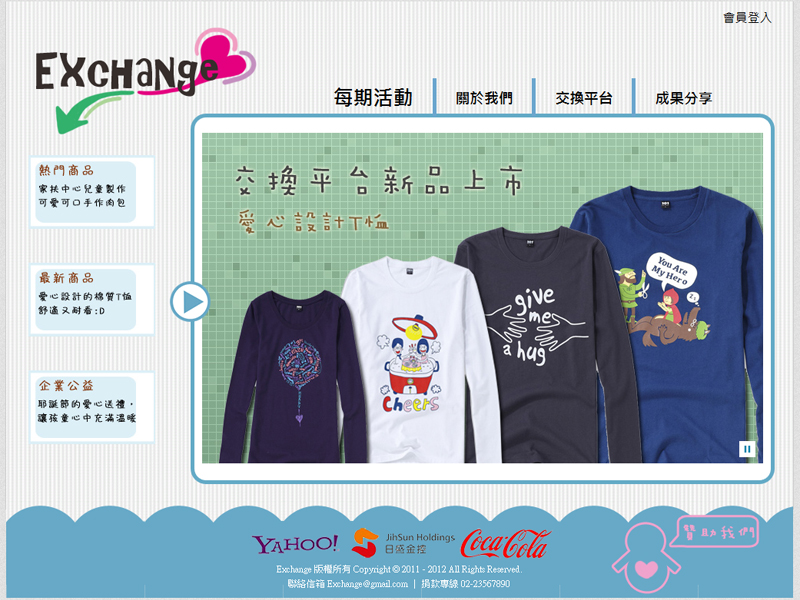 會員登入
EXCHANGE
每期活動
關於我們
交換平台
成果分享
熱門商品
家扶中心兒童製作
可愛可口手作肉包
最新商品
愛心設計的棉質T恤
舒適又耐看:D
企業公益
耶誕節的愛心送禮，
讓孩童心中充滿溫暖
交換平台新品上市
愛心設計T恤
Cheers
give
me
a hug
You Are
My Hero
YAHOO!
JihSun Holdings
日盛金控
Coca-Cola
贊助我們
Exchange 版權所有 Copyright © 2011 - 2012 All Rights Reserved.
聯絡信箱 Exchange@gmail.com ｜ 捐款專線 02-23567890